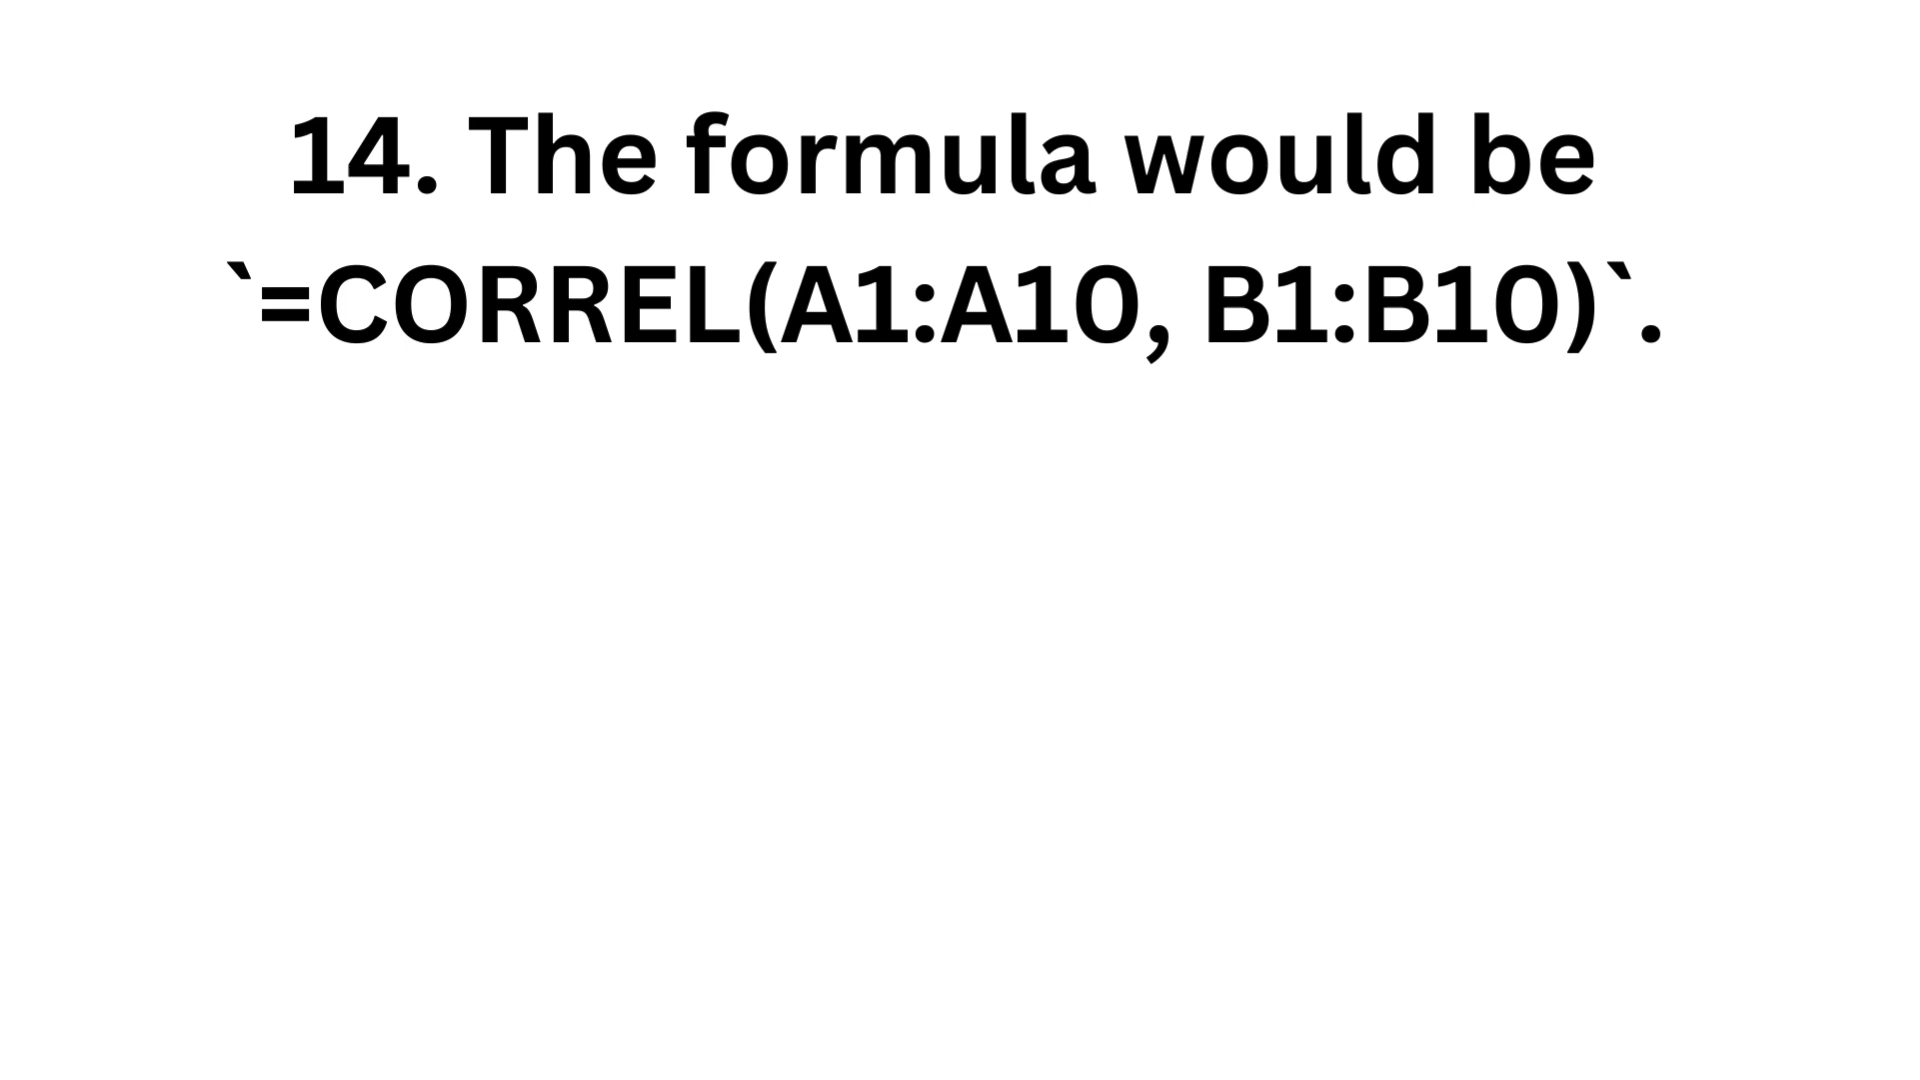 14. The formula would be
`=CORREL(A1:A10, B1:B10)`.